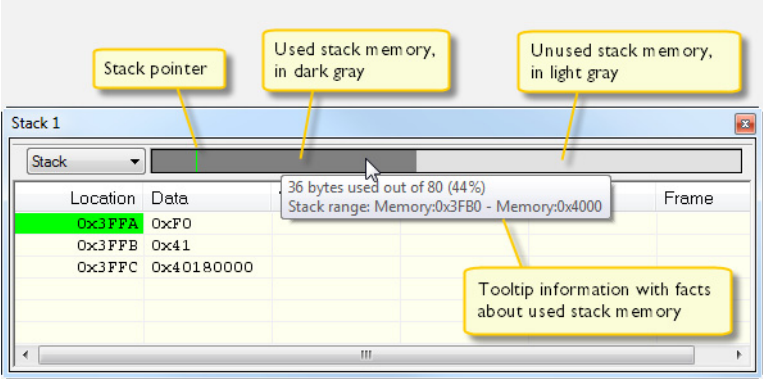 Used stack memory,
in dark gray
Unused stack memory,
in light gray
Stack pointer
Stack 1
Stack
36 bytes used out of 80 (44%)
Stack range: Memory:0x3FB0 - Memory:0x4000
Location Data Frame
0x3FFA 0xF0
0x3FFB 0x41
0x3FFC 0x40180000
Tooltip information with facts
about used stack memory